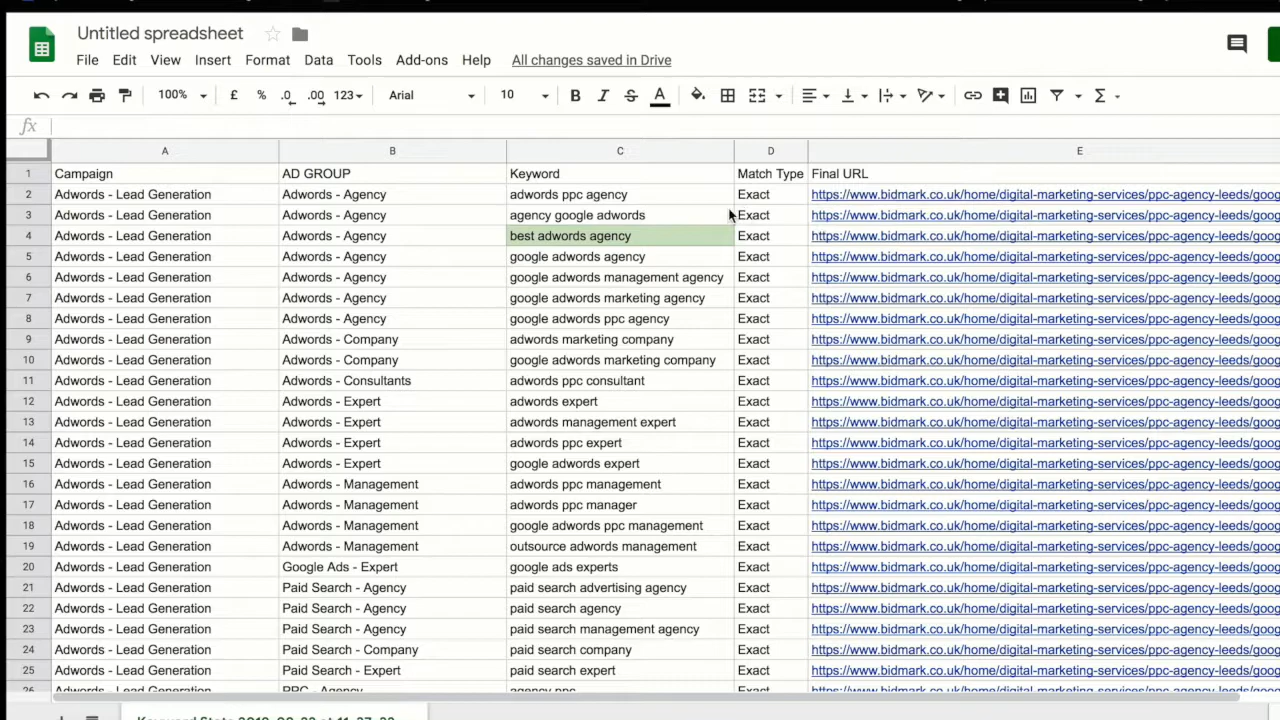 Untitled spreadsheet
File Edit View Insert Format Data Tools Add-ons Help All changes saved in Drive
100% £ % .0 .00 123 Arial 10 B I S A Σ
fx
A B C D E
1 Campaign AD GROUP Keyword Match Type Final URL
2 Adwords - Lead Generation Adwords - Agency adwords ppc agency Exact https://www.bidmark.co.uk/home/digital-marketing-services/ppc-agency-leeds/goog
3 Adwords - Lead Generation Adwords - Agency agency google adwords Exact https://www.bidmark.co.uk/home/digital-marketing-services/ppc-agency-leeds/goog
4 Adwords - Lead Generation Adwords - Agency best adwords agency Exact https://www.bidmark.co.uk/home/digital-marketing-services/ppc-agency-leeds/goog
5 Adwords - Lead Generation Adwords - Agency google adwords agency Exact https://www.bidmark.co.uk/home/digital-marketing-services/ppc-agency-leeds/goog
6 Adwords - Lead Generation Adwords - Agency google adwords management agency Exact https://www.bidmark.co.uk/home/digital-marketing-services/ppc-agency-leeds/goog
7 Adwords - Lead Generation Adwords - Agency google adwords marketing agency Exact https://www.bidmark.co.uk/home/digital-marketing-services/ppc-agency-leeds/goog
8 Adwords - Lead Generation Adwords - Agency google adwords ppc agency Exact https://www.bidmark.co.uk/home/digital-marketing-services/ppc-agency-leeds/goog
9 Adwords - Lead Generation Adwords - Company adwords marketing company Exact https://www.bidmark.co.uk/home/digital-marketing-services/ppc-agency-leeds/goog
10 Adwords - Lead Generation Adwords - Company google adwords marketing company Exact https://www.bidmark.co.uk/home/digital-marketing-services/ppc-agency-leeds/goog
11 Adwords - Lead Generation Adwords - Consultants adwords ppc consultant Exact https://www.bidmark.co.uk/home/digital-marketing-services/ppc-agency-leeds/goog
12 Adwords - Lead Generation Adwords - Expert adwords expert Exact https://www.bidmark.co.uk/home/digital-marketing-services/ppc-agency-leeds/goog
13 Adwords - Lead Generation Adwords - Expert adwords management expert Exact https://www.bidmark.co.uk/home/digital-marketing-services/ppc-agency-leeds/goog
14 Adwords - Lead Generation Adwords - Expert adwords ppc expert Exact https://www.bidmark.co.uk/home/digital-marketing-services/ppc-agency-leeds/goog
15 Adwords - Lead Generation Adwords - Expert google adwords expert Exact https://www.bidmark.co.uk/home/digital-marketing-services/ppc-agency-leeds/goog
16 Adwords - Lead Generation Adwords - Management adwords ppc management Exact https://www.bidmark.co.uk/home/digital-marketing-services/ppc-agency-leeds/goog
17 Adwords - Lead Generation Adwords - Management adwords ppc manager Exact https://www.bidmark.co.uk/home/digital-marketing-services/ppc-agency-leeds/goog
18 Adwords - Lead Generation Adwords - Management google adwords ppc management Exact https://www.bidmark.co.uk/home/digital-marketing-services/ppc-agency-leeds/goog
19 Adwords - Lead Generation Adwords - Management outsource adwords management Exact https://www.bidmark.co.uk/home/digital-marketing-services/ppc-agency-leeds/goog
20 Adwords - Lead Generation Google Ads - Expert google ads experts Exact https://www.bidmark.co.uk/home/digital-marketing-services/ppc-agency-leeds/goog
21 Adwords - Lead Generation Paid Search - Agency paid search advertising agency Exact https://www.bidmark.co.uk/home/digital-marketing-services/ppc-agency-leeds/goog
22 Adwords - Lead Generation Paid Search - Agency paid search agency Exact https://www.bidmark.co.uk/home/digital-marketing-services/ppc-agency-leeds/goog
23 Adwords - Lead Generation Paid Search - Agency paid search management agency Exact https://www.bidmark.co.uk/home/digital-marketing-services/ppc-agency-leeds/goog
24 Adwords - Lead Generation Paid Search - Company paid search company Exact https://www.bidmark.co.uk/home/digital-marketing-services/ppc-agency-leeds/goog
25 Adwords - Lead Generation Paid Search - Expert paid search expert Exact https://www.bidmark.co.uk/home/digital-marketing-services/ppc-agency-leeds/goog
26 Adwords - Lead Generation PPC - Agency agency ppc Exact